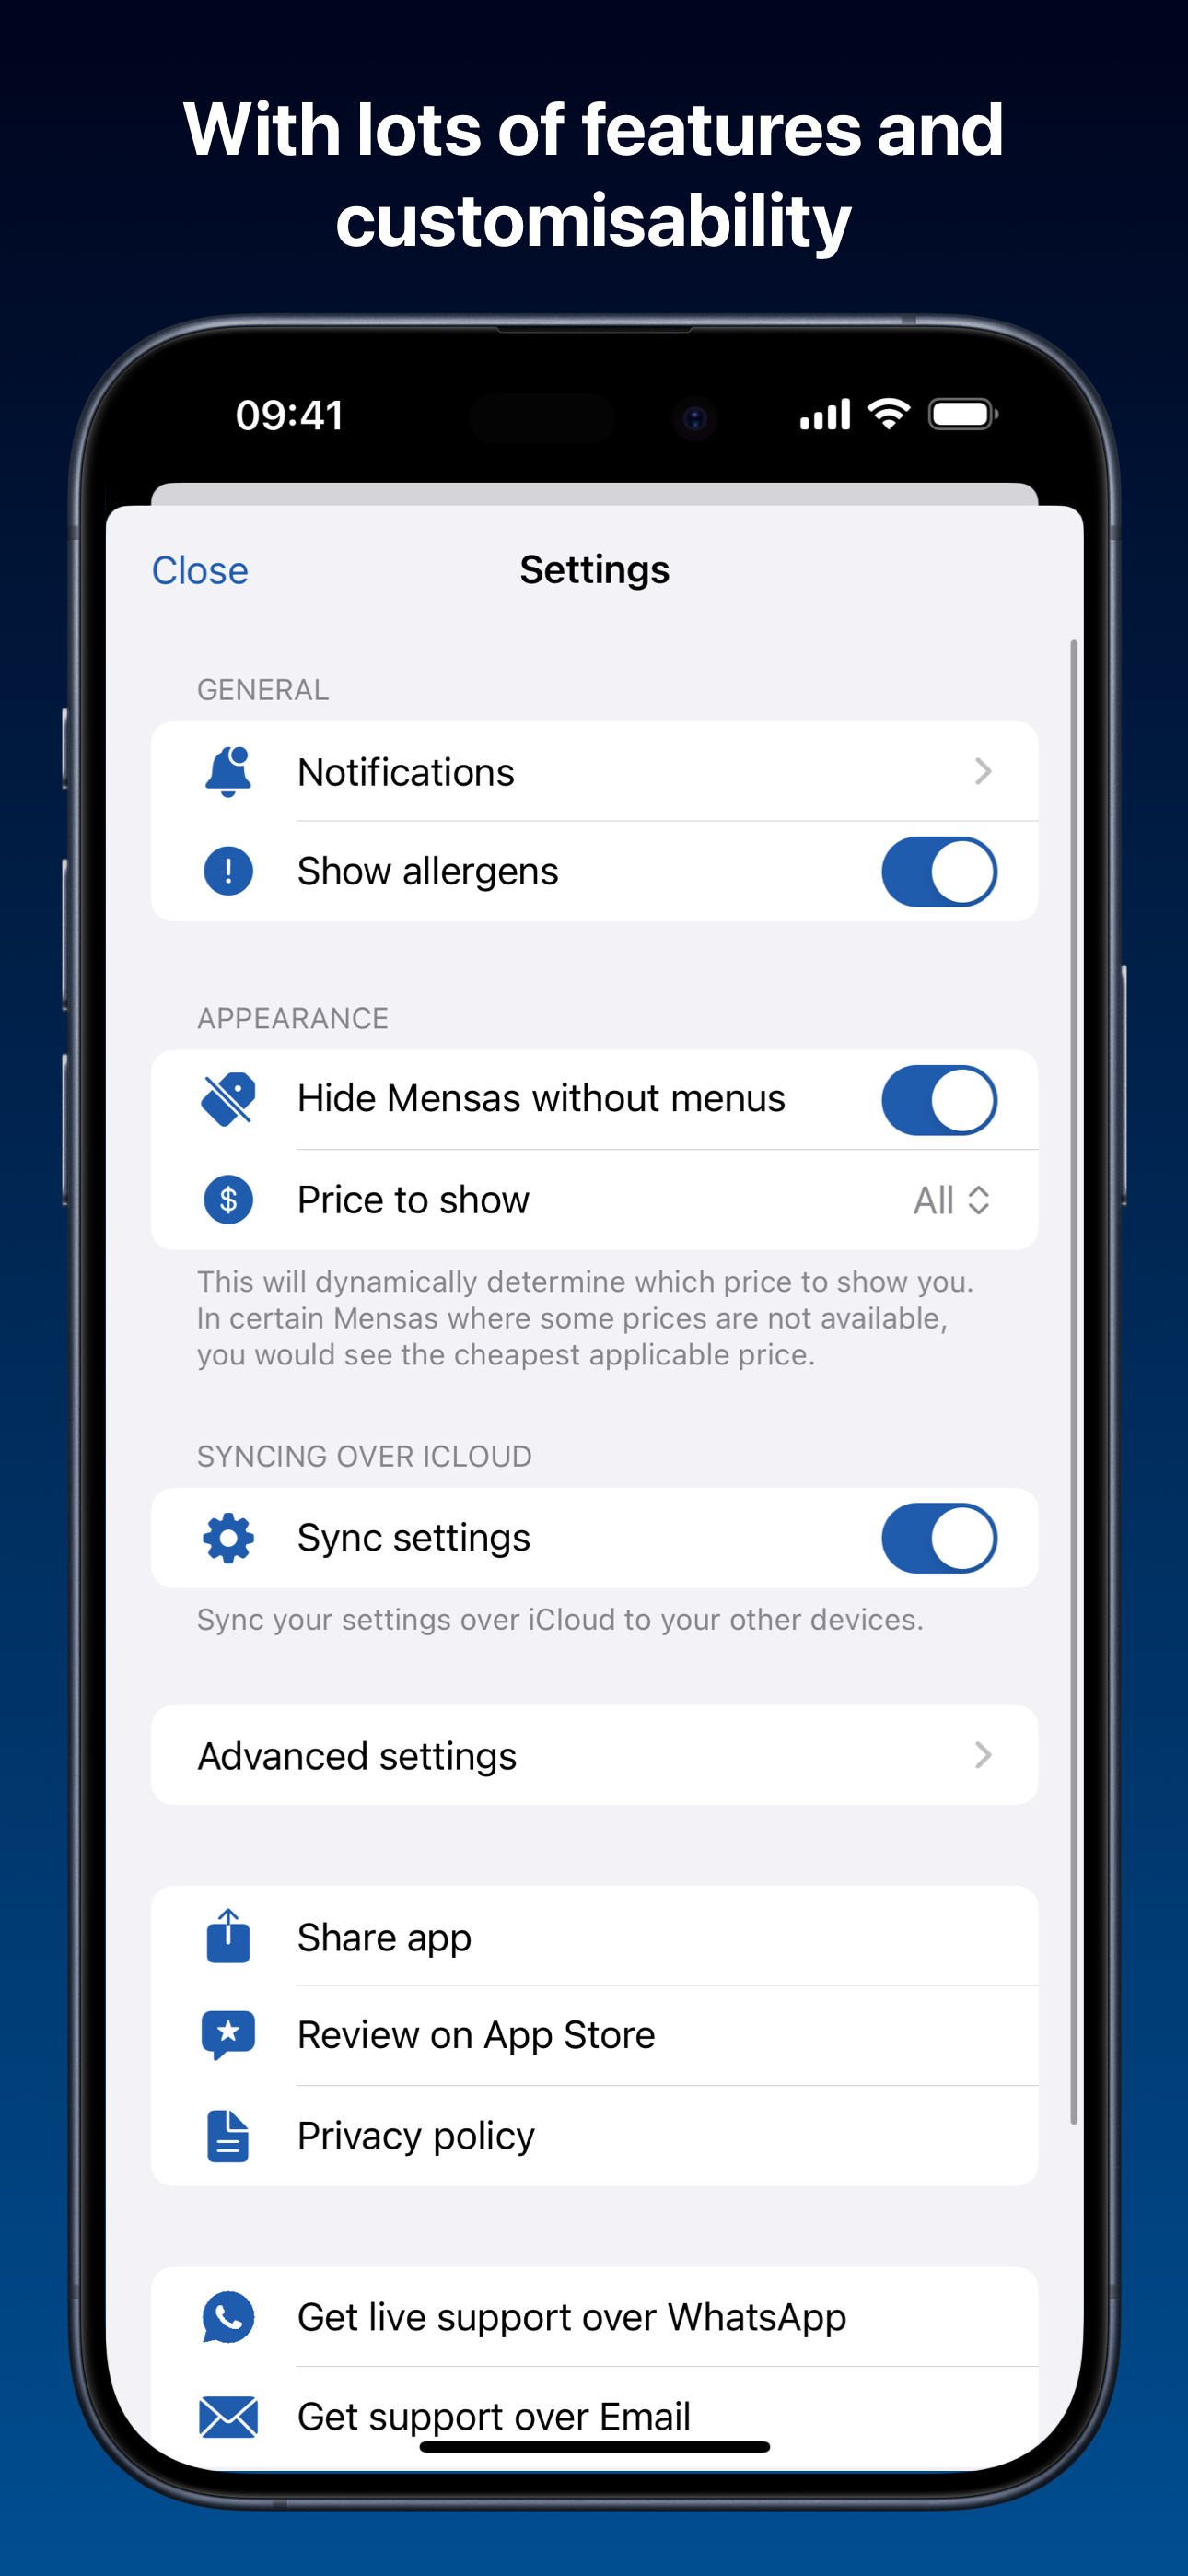 With lots of features and
customisability
09:41
Close
Settings
GENERAL
Notifications
Show allergens
APPEARANCE
Hide Mensas without menus
Price to show
All
This will dynamically determine which price to show you.
In certain Mensas where some prices are not available,
you would see the cheapest applicable price.
SYNCING OVER ICLOUD
Sync settings
Sync your settings over iCloud to your other devices.
Advanced settings
Share app
Review on App Store
Privacy policy
Get live support over WhatsApp
Get support over Email